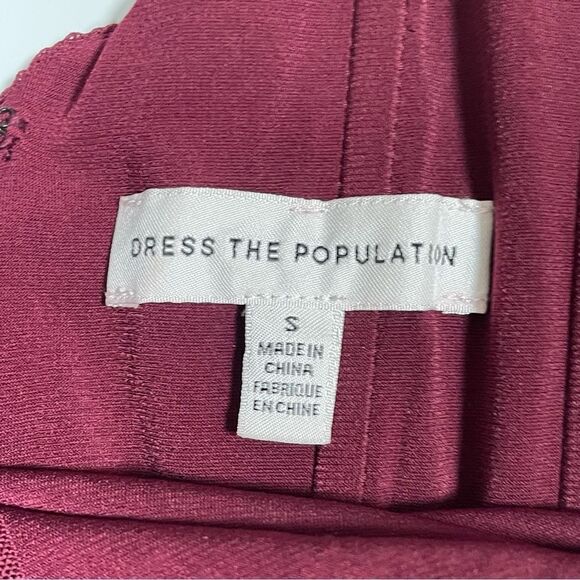 DRESS THE POPULATION
S
MADE IN
CHINA
FABRIQUE
EN CHINE